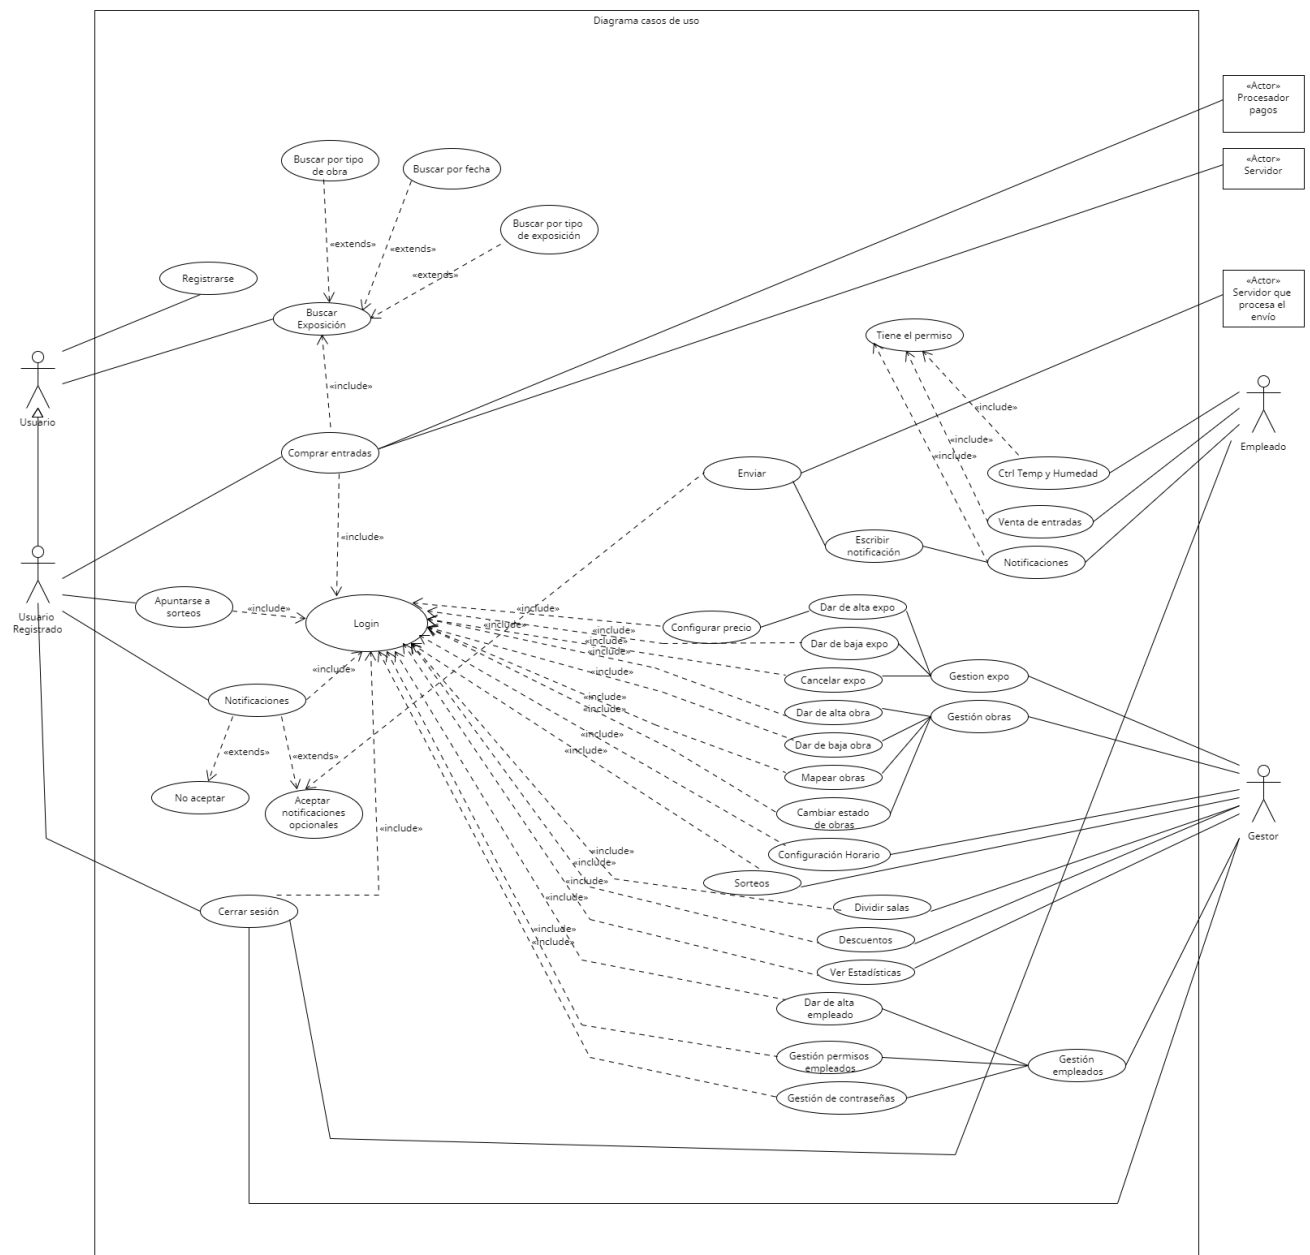 Diagrama casos de uso
«Actor»
Procesador
pagos
«Actor»
Servidor
«Actor»
Servidor que
procesa el
envío
Buscar por tipo
de obra
Buscar por fecha
Buscar por tipo
de exposición
«extends»
«extends»
«extends»
Registrarse
Buscar
Exposición
Usuario
«include»
Comprar entradas
«include»
Tiene el permiso
«include»
«include»
«include»
Empleado
Enviar
Ctrl Temp y Humedad
Venta de entradas
Escribir
notificación
Notificaciones
Usuario
Registrado
Apuntarse a
sorteos
«include»
Login
«include»
«include»
«include»
«include»
«include»
«include»
«include»
«include»
«include»
«include»
Configurar precio
Dar de alta expo
Dar de baja expo
Cancelar expo
Gestion expo
Dar de alta obra
Gestión obras
Dar de baja obra
Mapear obras
Cambiar estado
de obras
Configuración Horario
Sorteos
Gestor
«include»
Notificaciones
«extends»
«extends»
No aceptar
Aceptar
notificaciones
opcionales
«include»
Cerrar sesión
«include»
«include»
«include»
«include»
«include»
«include»
Dividir salas
Descuentos
Ver Estadísticas
Dar de alta
empleado
Gestión permisos
empleados
Gestión de contraseñas
Gestión
empleados